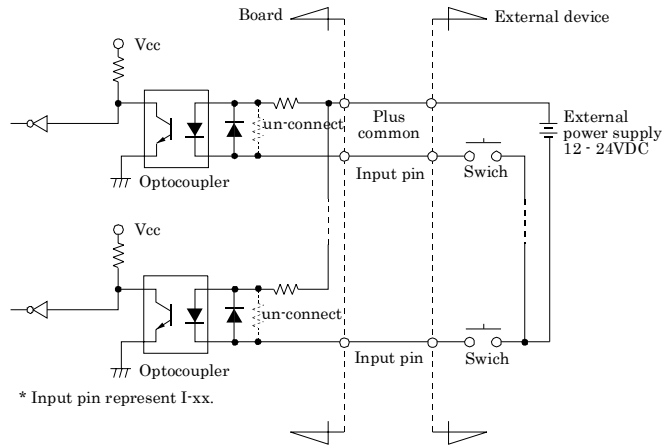 Board
External device
Vcc
un-connect
Plus
common
External
power supply
12 - 24VDC
Optocoupler
Input pin
Swich
Vcc
un-connect
Optocoupler
Input pin
Swich
* Input pin represent I-xx.